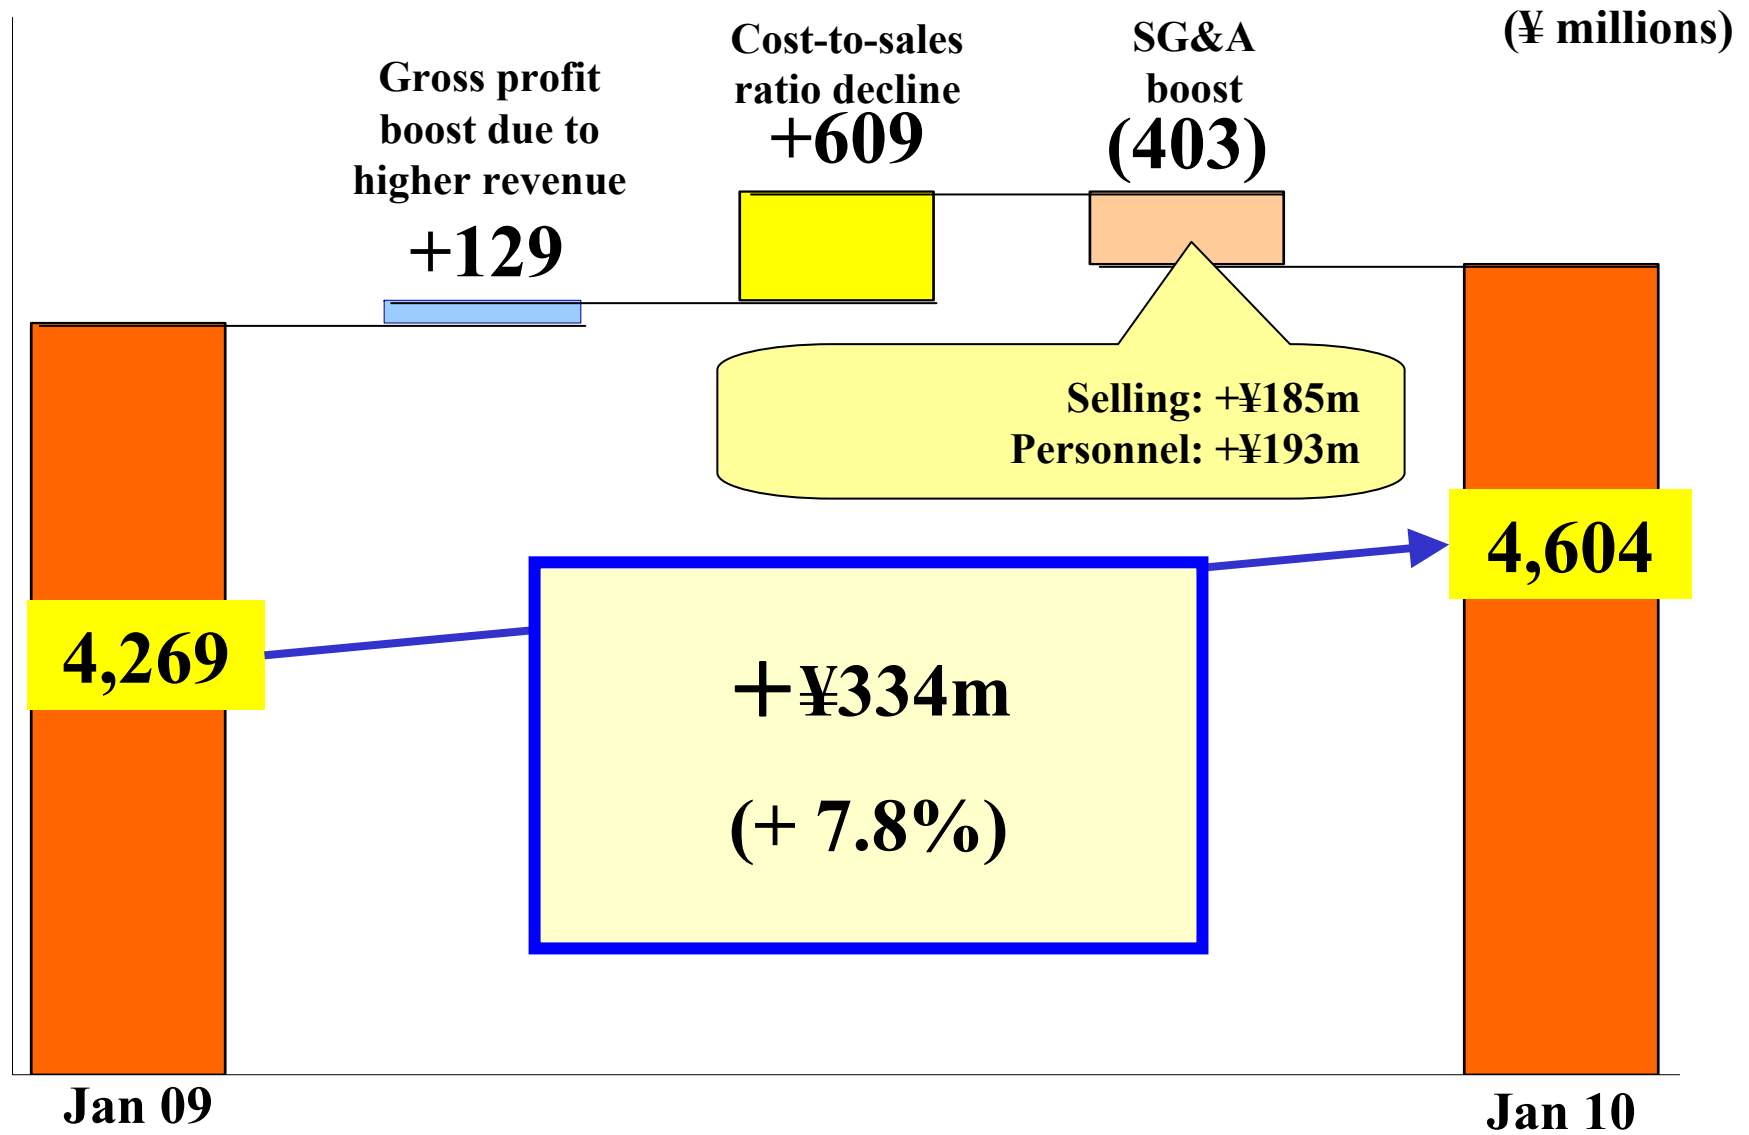 (¥ millions)
Gross profit
boost due to
higher revenue
+129
Cost-to-sales
ratio decline
+609
SG&A
boost
(403)
Selling: +¥185m
Personnel: +¥193m
4,269
4,604
+¥334m
(+ 7.8%)
Jan 09
Jan 10